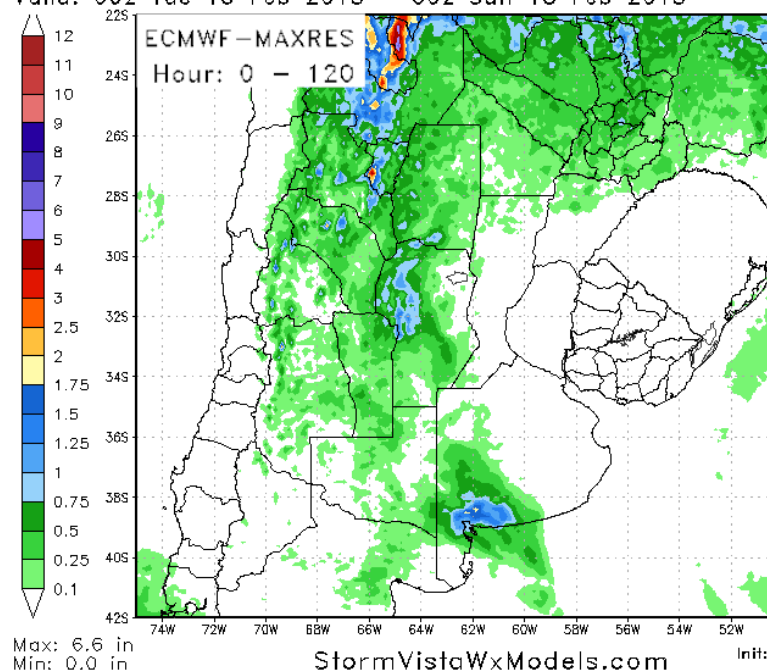 ECMWF-MAXRES
Hour: 0 - 120
12
11
10
9
8
7
6
5
4
3
2.5
2
1.75
1.5
1.25
1
0.75
0.5
0.25
0.1
22S
24S
26S
28S
30S
32S
34S
36S
38S
40S
42S
74W
72W
70W
68W
66W
64W
62W
60W
58W
56W
54W
52W
Max: 6.6 in
Min: 0.0 in
StormVistaWxModels.com
Init: